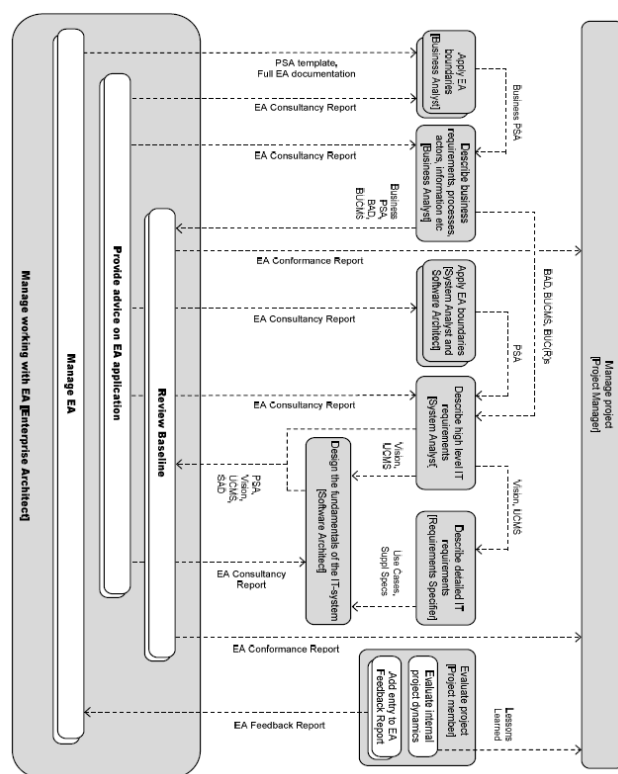 Manage project
[Project Manager]
PSA template,
Full EA documentation
Apply EA
boundaries
[Business Analyst]
Business PSA
EA Consultancy Report
EA Consultancy Report
Describe business
requirements, processes,
actors, information etc
[Business Analyst]
Business
PSA,
BAD,
BUCMS
BAD, BUCMS, BUC(R)s
EA Conformance Report
Apply EA boundaries
[System Analyst and
Software Architect]
EA Consultancy Report
PSA
Describe high level IT
requirements
[System Analyst]
EA Consultancy Report
Vision,
UCMS
Vision, UCMS
PSA,
Vision,
UCMS,
SAD
Design the fundamentals of the IT-system
[Software Architect]
Describe detailed IT
requirements
[Requirements Specifier]
Use Cases,
Suppl Specs
EA Consultancy
Report
EA Conformance Report
Evaluate project
[Project member]
Evaluate internal
project dynamics
Add entry to EA
Feedback Report
Lessons
Learned
EA Feedback Report
Review Baseline
Provide advice on EA application
Manage EA
Manage working with EA [Enterprise Architect]